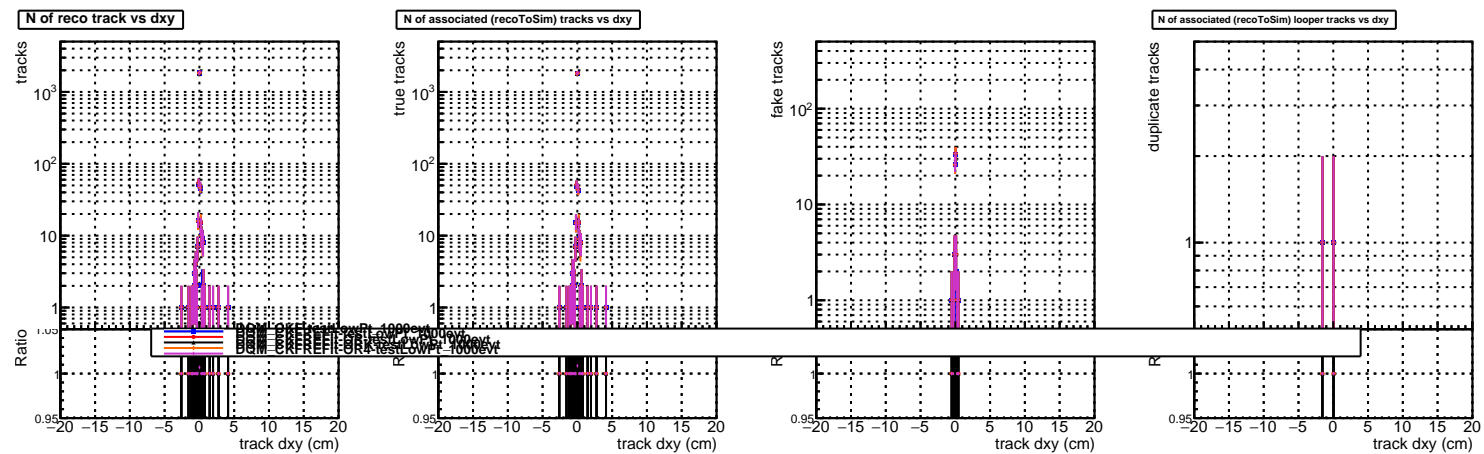 N of reco track vs dxy
N of associated (recoToSim) tracks vs dxy
N of associated (recoToSim) looper tracks vs dxy
tracks
10³
10²
10
1
Ratio
1
0.95
−20 −15 −10 −5 0 5 10 15 20
track dxy (cm)
true tracks
10³
10²
10
1
1
0.95
−20 −15 −10 −5 0 5 10 15 20
track dxy (cm)
fake tracks
10²
10
1
1
0.95
−20 −15 −10 −5 0 5 10 15 20
track dxy (cm)
duplicate tracks
1
1
0.95
−20 −15 −10 −5 0 5 10 15 20
track dxy (cm)
DQM_CKFREFit-OR4-testLowPt_1000evt